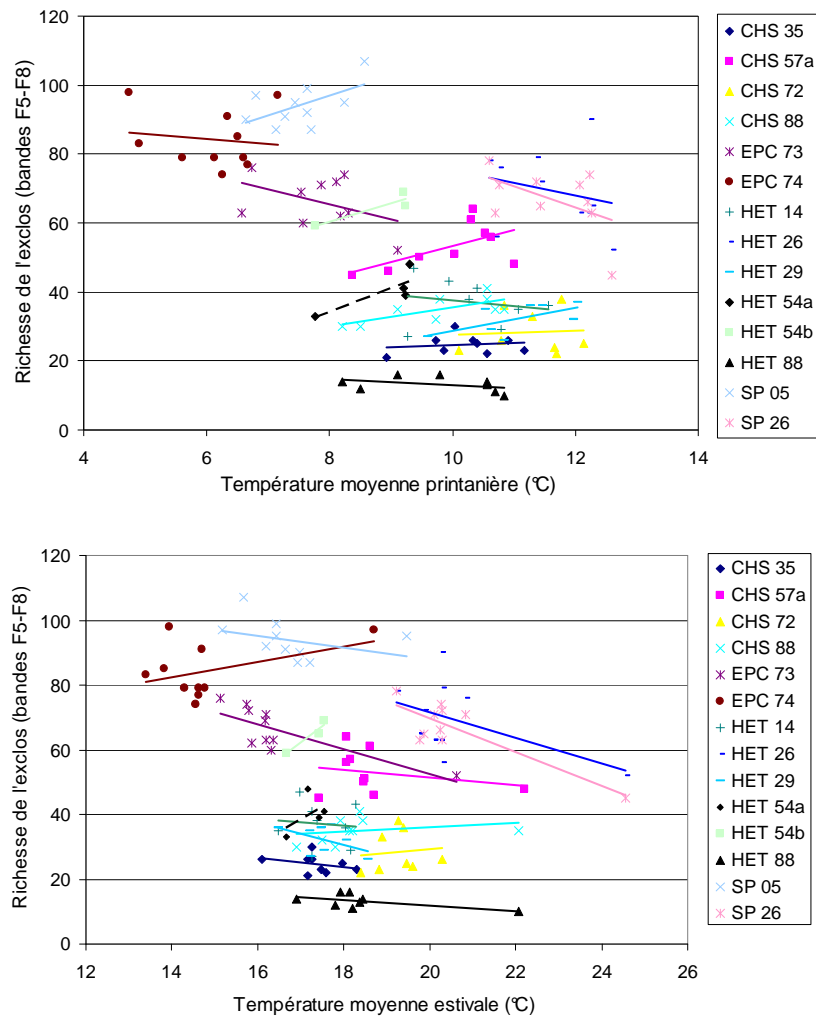 120
100
80
60
40
20
0
Richesse de l'exclos (bandes F5-F8)
4
6
8
10
12
14
Température moyenne printanière (°C)
CHS 35
CHS 57a
CHS 72
CHS 88
EPC 73
EPC 74
HET 14
HET 26
HET 29
HET 54a
HET 54b
HET 88
SP 05
SP 26
120
100
80
60
40
20
0
Richesse de l'exclos (bandes F5-F8)
12
14
16
18
20
22
24
26
Température moyenne estivale (°C)
CHS 35
CHS 57a
CHS 72
CHS 88
EPC 73
EPC 74
HET 14
HET 26
HET 29
HET 54a
HET 54b
HET 88
SP 05
SP 26